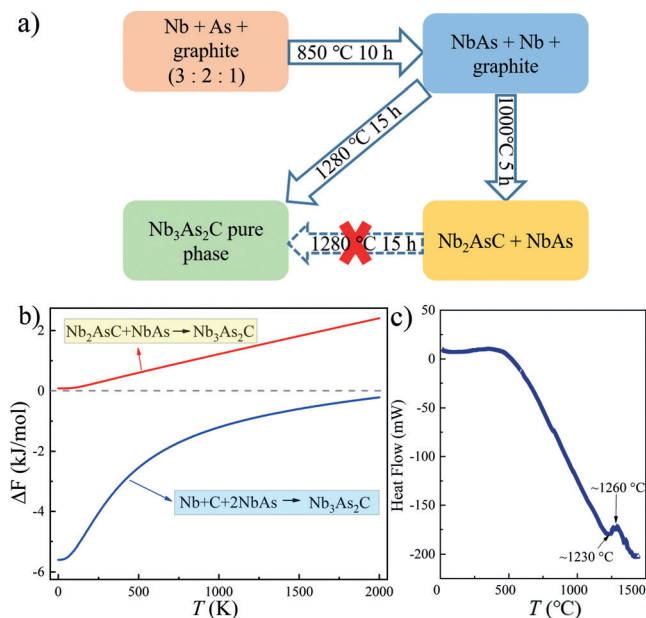 a)
Nb + As +
graphite
(3 : 2 : 1)
850 °C 10 h
NbAs + Nb +
graphite
1280 °C 15 h
1000°C 5 h
Nb₃As₂C pure
phase
1280 °C 15 h
Nb₂AsC + NbAs
b)
Nb₂AsC+NbAs → Nb₃As₂C
Nb+C+2NbAs → Nb₃As₂C
ΔF (kJ/mol)
2
0
-2
-4
-6
0 500 1000 1500 2000
T (K)
c)
50
0
-50
-100
-150
-200
Heat Flow (mW)
~1260 °C
~1230 °C
0 500 1000 1500
T (°C)